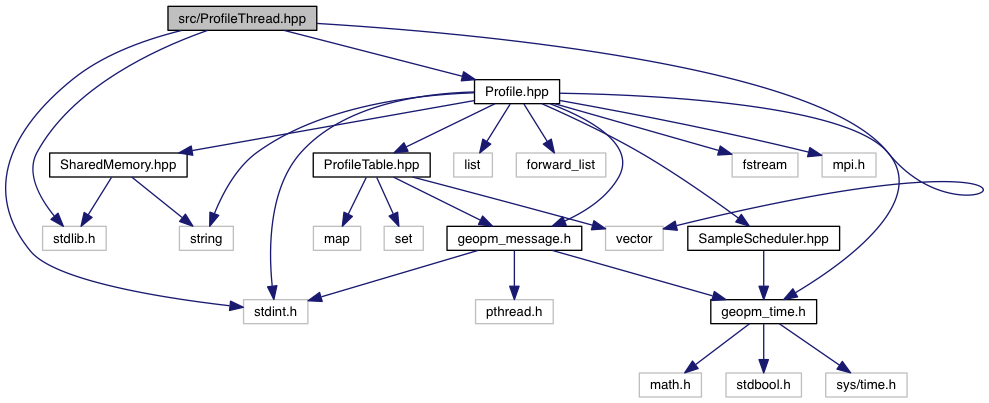 src/ProfileThread.hpp
Profile.hpp
SharedMemory.hpp
ProfileTable.hpp
list
forward_list
fstream
mpi.h
stdlib.h
string
map
set
geopm_message.h
vector
SampleScheduler.hpp
stdint.h
pthread.h
geopm_time.h
math.h
stdbool.h
sys/time.h